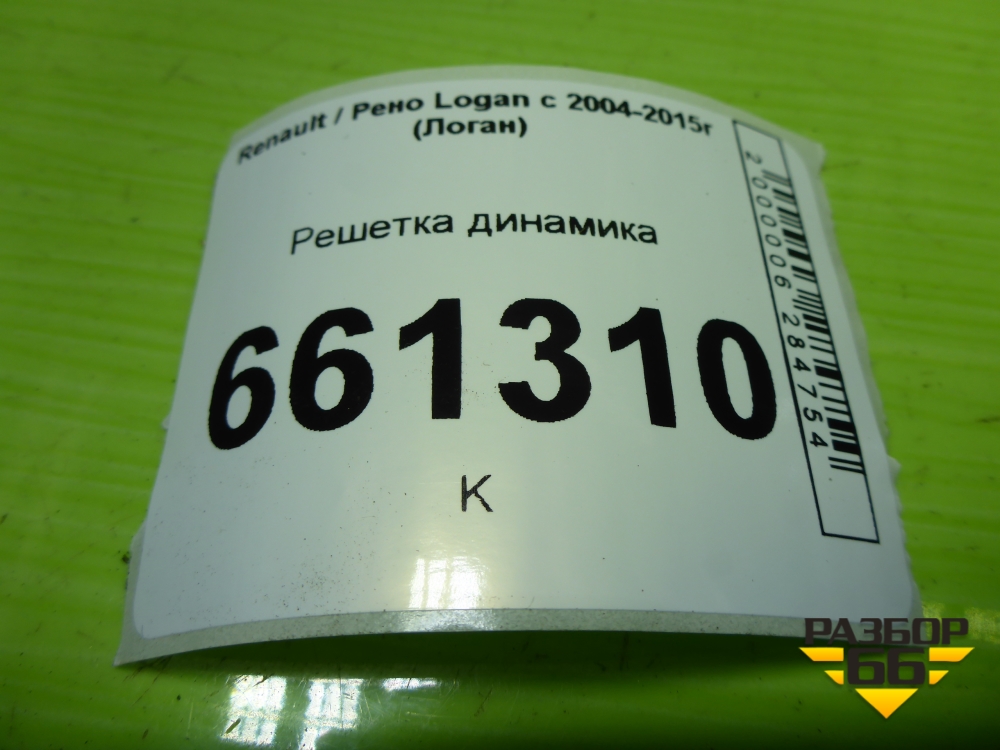 Renault / Рено Logan с 2004-2015г
(Логан)
Решетка динамика
661310
К
2000006284754
РАЗБОР
66